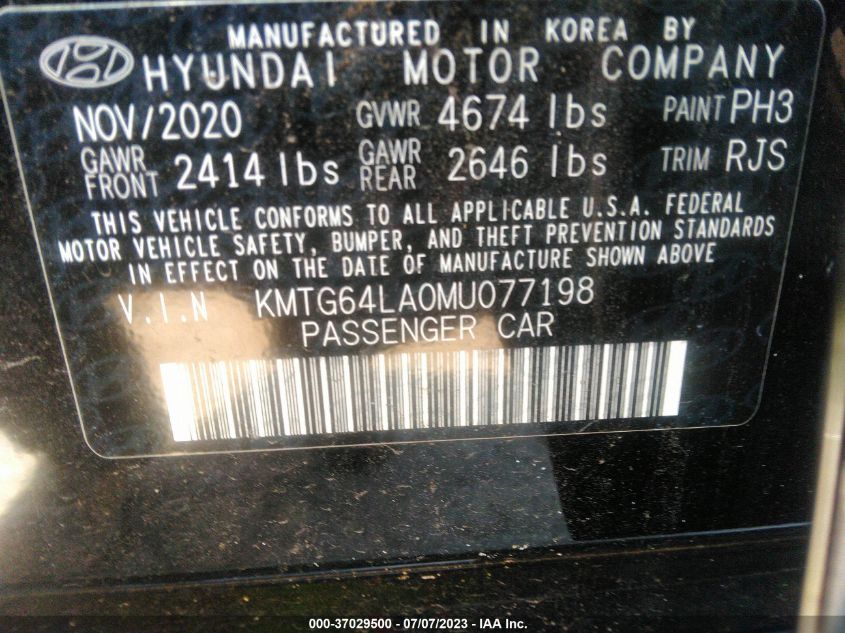 MANUFACTURED IN KOREA BY
HYUNDAI MOTOR COMPANY
NOV/2020 GVWR 4674 lbs PAINT PH3
GAWR FRONT 2414 lbs GAWR REAR 2646 lbs TRIM RJS
THIS VEHICLE CONFORMS TO ALL APPLICABLE U.S.A. FEDERAL
MOTOR VEHICLE SAFETY, BUMPER, AND THEFT PREVENTION STANDARDS
IN EFFECT ON THE DATE OF MANUFACTURE SHOWN ABOVE
V.I.N KMTG64LA0MU077198
PASSENGER CAR
000-37029500 - 07/07/2023 - IAA Inc.